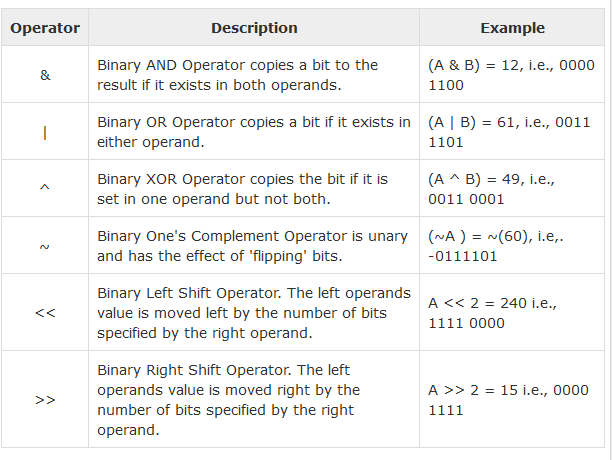 Operator Description Example
& Binary AND Operator copies a bit to the (A & B) = 12, i.e., 0000
result if it exists in both operands. 1100
| Binary OR Operator copies a bit if it exists in (A | B) = 61, i.e., 0011
either operand. 1101
^ Binary XOR Operator copies the bit if it is (A ^ B) = 49, i.e.,
set in one operand but not both. 0011 0001
~ Binary One's Complement Operator is unary (~A ) = ~(60), i.e,.
and has the effect of 'flipping' bits. -0111101
<< Binary Left Shift Operator. The left operands
value is moved left by the number of bits A << 2 = 240 i.e.,
specified by the right operand. 1111 0000
>> Binary Right Shift Operator. The left
operands value is moved right by the A >> 2 = 15 i.e., 0000
number of bits specified by the right 1111
operand.